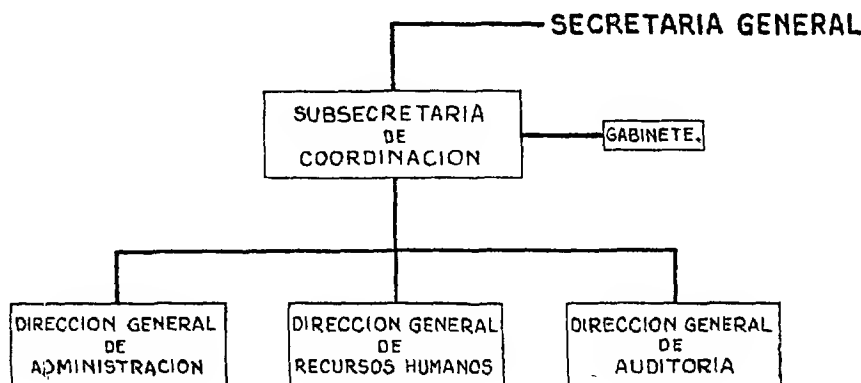 SECRETARIA GENERAL
SUBSECRETARIA
DE
COORDINACION
GABINETE.
DIRECCION GENERAL
DE
ADMINISTRACION
DIRECCION GENERAL
DE
RECURSOS HUMANOS
DIRECCION GENERAL
DE
AUDITORIA